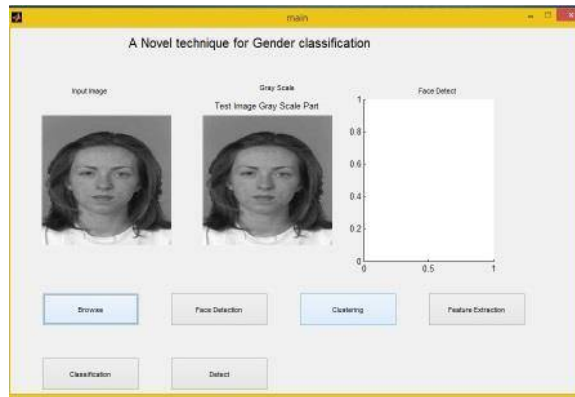 main
A Novel technique for Gender classification
Input Image
Gray Scale
Face Detect
Test Image Gray Scale Part
1
0.8
0.6
0.4
0.2
0
0 0.5 1
Browse
Face Detection
Clustering
Feature Extraction
Classification
Detect